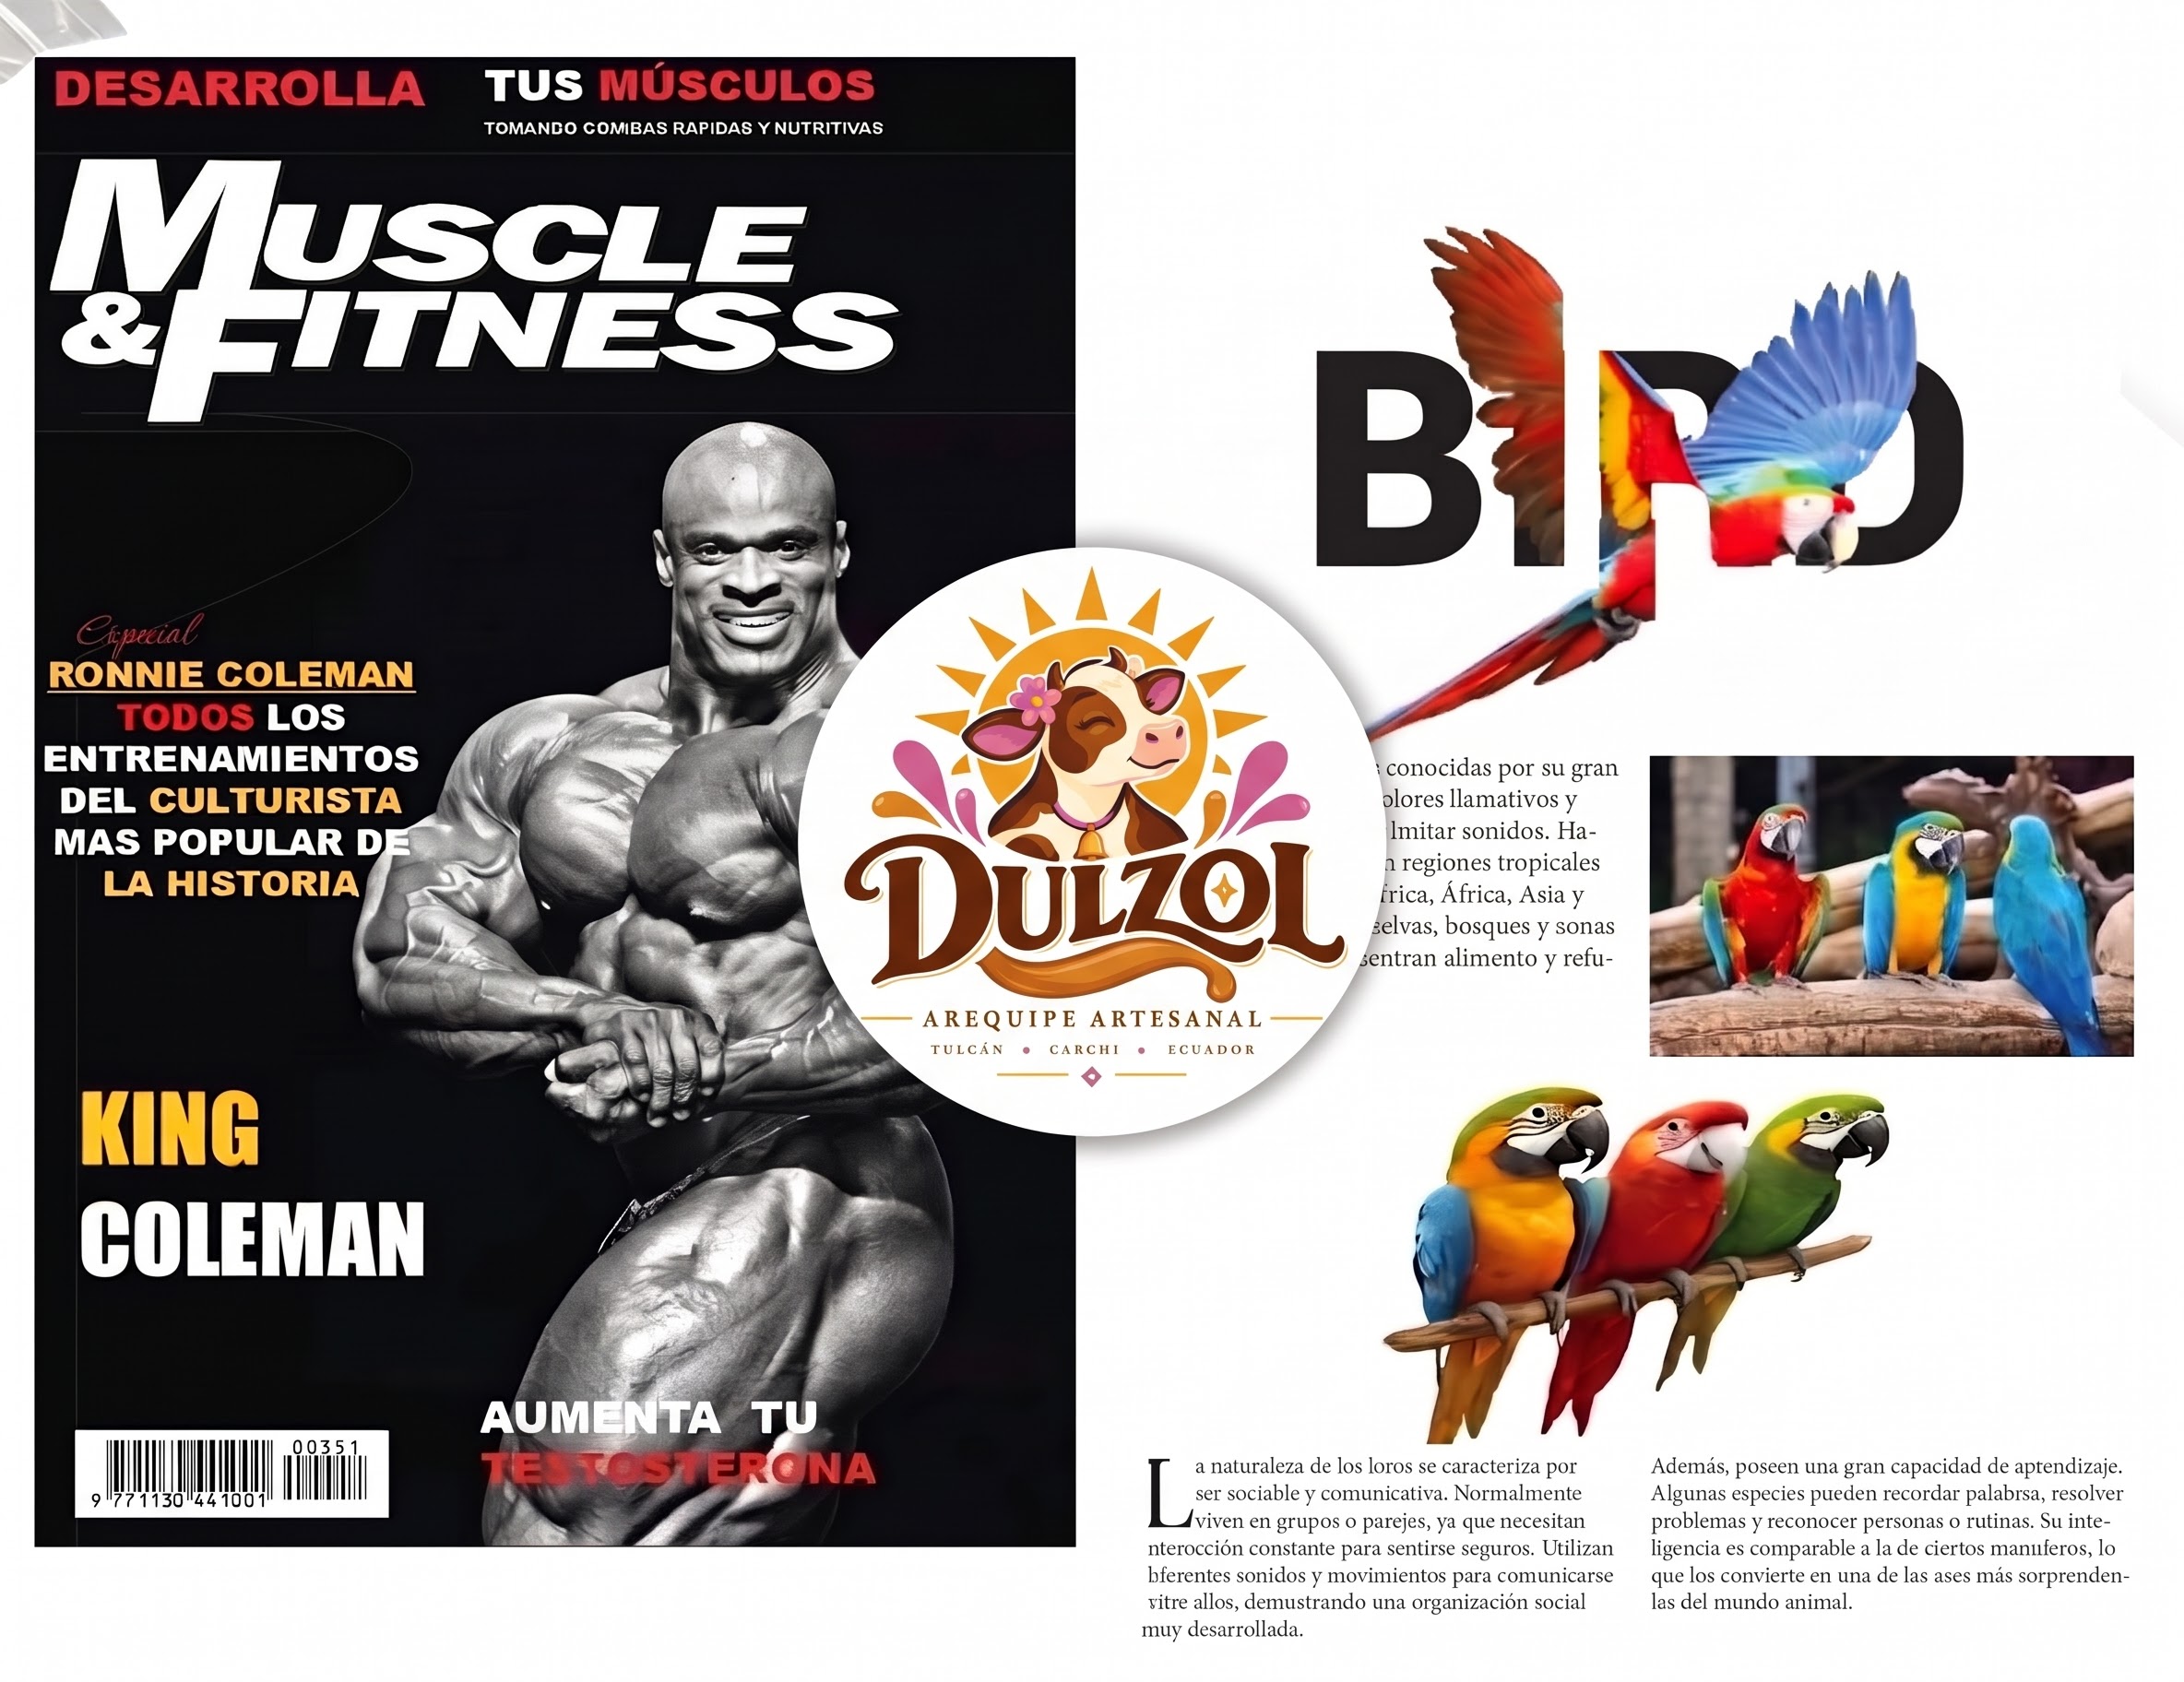 DESARROLLA TUS MÚSCULOS
TOMANDO COMIBAS RAPIDAS Y NUTRITIVAS
MUSCLE
&FITNESS
Especial
RONNIE COLEMAN
TODOS LOS
ENTRENAMIENTOS
DEL CULTURISTA
MAS POPULAR DE
LA HISTORIA
KING
COLEMAN
AUMENTA TU
TESTOSTERONA
00351
9 771130 441001
DULZOL
AREQUIPE ARTESANAL
TULCÁN • CARCHI • ECUADOR
BIRD
conocidas por su gran
olores llamativos y
lmitar sonidos. Ha-
n regiones tropicales
frica, África, Asia y
selvas, bosques y sonas
sentran alimento y refu-
La naturaleza de los loros se caracteriza por
ser sociable y comunicativa. Normalmente
viven en grupos o parejes, ya que necesitan
nterocción constante para sentirse seguros. Utilizan
bferentes sonidos y movimientos para comunicarse
vitre allos, demustrando una organización social
muy desarrollada.
Además, poseen una gran capacidad de aptendizaje.
Algunas especies pueden recordar palabrsa, resolver
problemas y reconocer personas o rutinas. Su inte-
ligencia es comparable a la de ciertos manıferos, lo
que los convierte en una de las ases más sorprenden-
las del mundo animal.